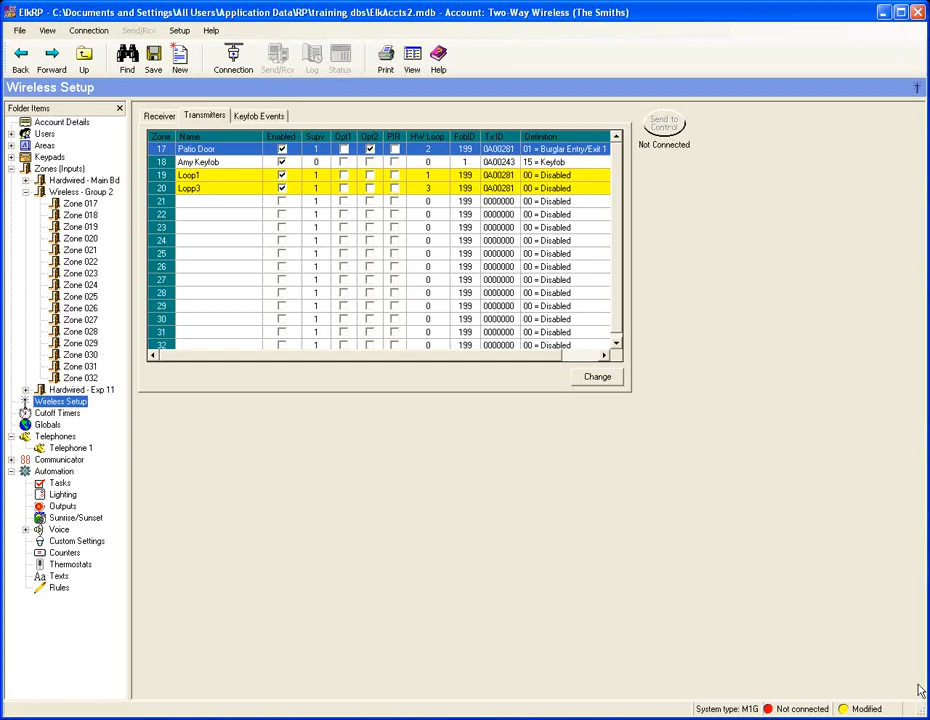 ElkRP - C:\Documents and Settings\All Users\Application Data\RP\training dbs\ElkAccts2.mdb - Account: Two-Way Wireless (The Smiths)
File View Connection Send/Rcv Setup Help
Back Forward Up Find Save New Connection Send/Rcv Log Status Print View Help
Wireless Setup
Folder Items
Account Details
Users
Areas
Keypads
Zones (Inputs)
Hardwired - Main Bd
Wireless - Group 2
Zone 017
Zone 018
Zone 019
Zone 020
Zone 021
Zone 022
Zone 023
Zone 024
Zone 025
Zone 026
Zone 027
Zone 028
Zone 029
Zone 030
Zone 031
Zone 032
Hardwired - Exp 11
Wireless Setup
Cutoff Timers
Globals
Telephones
Telephone 1
88 Communicator
Automation
Tasks
Lighting
Outputs
Sunrise/Sunset
Voice
Custom Settings
Counters
Thermostats
Aa Texts
Rules
Receiver Transmitters Keyfob Events
Zone Name Enabled Supv Opt1 Opt2 PIR HW Loop FobID TxID Definition
17 Patio Door 1 2 199 0A00281 01 = Burglar Entry/Exit 1
18 Amy Keyfob 0 0 1 0A00243 15 = Keyfob
19 Loop1 1 1 199 0A00281 00 = Disabled
20 Lopp3 1 3 199 0A00281 00 = Disabled
21 1 0 199 0000000 00 = Disabled
22 1 0 199 0000000 00 = Disabled
23 1 0 199 0000000 00 = Disabled
24 1 0 199 0000000 00 = Disabled
25 1 0 199 0000000 00 = Disabled
26 1 0 199 0000000 00 = Disabled
27 1 0 199 0000000 00 = Disabled
28 1 0 199 0000000 00 = Disabled
29 1 0 199 0000000 00 = Disabled
30 1 0 199 0000000 00 = Disabled
31 1 0 199 0000000 00 = Disabled
32 1 0 199 0000000 00 = Disabled
Change
Send to
Control
Not Connected
System type: M1G Not connected Modified